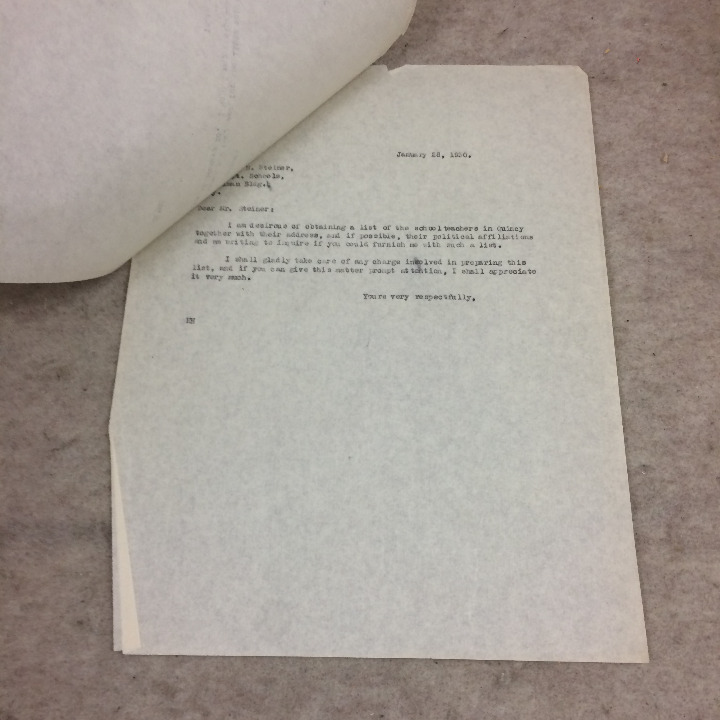 January 28, 1930.
Steiner,
Schools,
Bldg.,
Dear Mr. Steiner:
I am desirous of obtaining a list of the school teachers in Quincy
together with their address, and if possible, their political affiliations
and am writing to inquire if you could furnish me with such a list.
I shall gladly take care of any charge involved in preparing this
list, and if you can give this matter prompt attention, I shall appreciate
it very much.
Yours very respectfully,